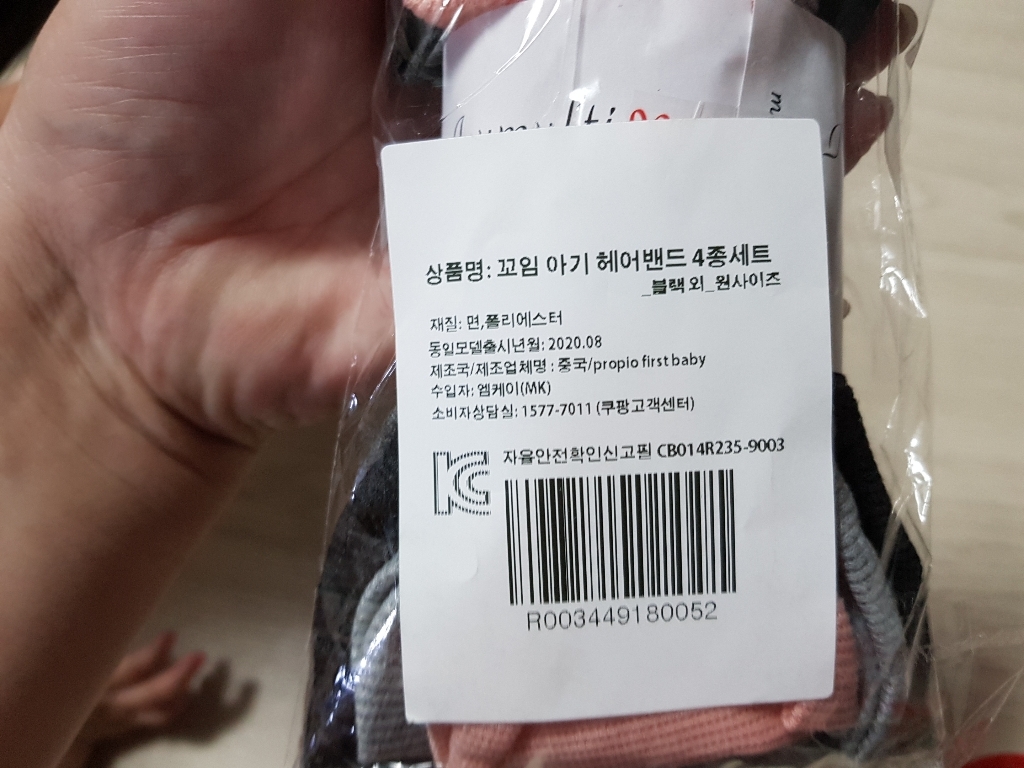 상품명: 꼬임 아기 헤어밴드 4종세트
_블랙 외_원사이즈
재질: 면,폴리에스터
동일모델출시년월: 2020.08
제조국/제조업체명 : 중국/propio first baby
수입자: 엠케이(MK)
소비자상담실: 1577-7011 (쿠팡고객센터)
자율안전확인신고필 CB014R235-9003
R003449180052